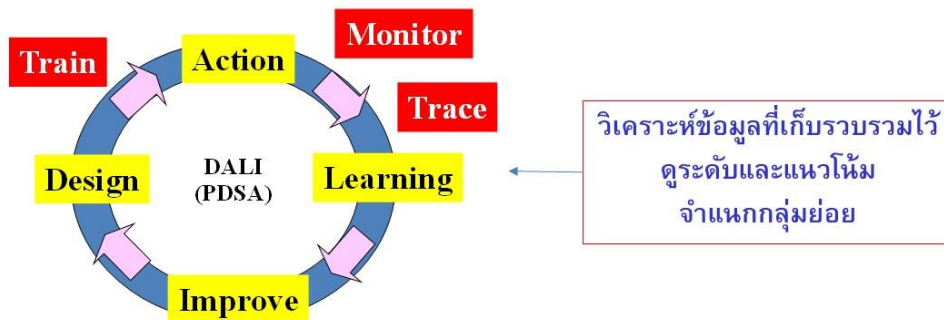 Train
Action
Monitor
Trace
Design
DALI
(PDSA)
Learning
Improve
วิเคราะห์ข้อมูลที่เก็บรวบรวมไว้
ดูระดับและแนวโน้ม
จำแนกกลุ่มย่อย